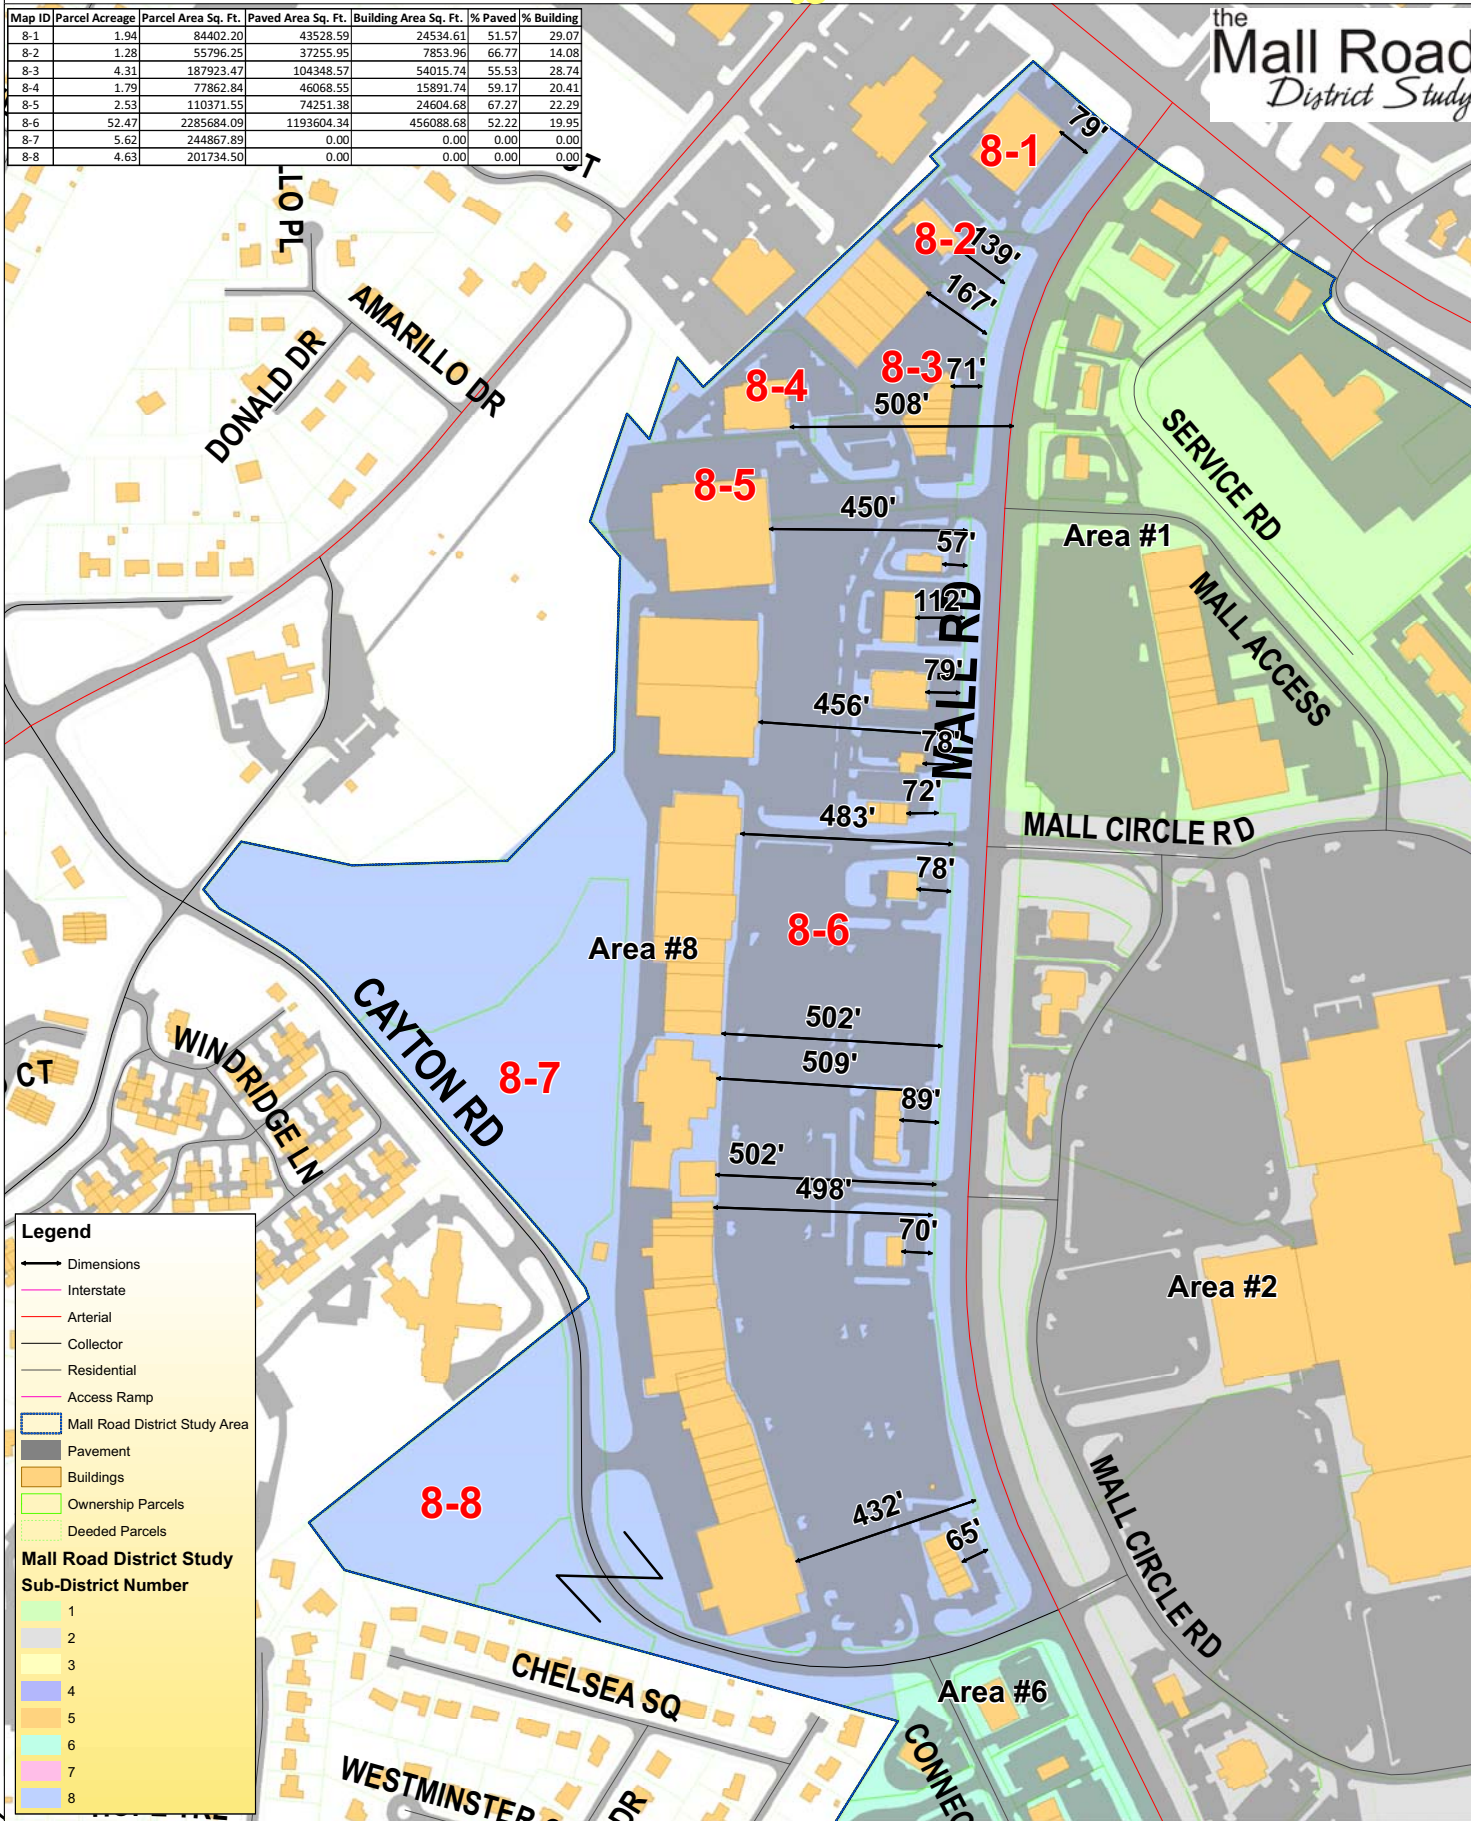 Map ID Parcel Acreage Parcel Area Sq. Ft. Paved Area Sq. Ft. Building Area Sq. Ft. % Paved % Building
8-1 1.94 84402.20 43528.59 24534.61 51.57 29.07
8-2 1.28 55796.25 37255.95 7853.96 66.77 14.08
8-3 4.31 187923.47 104348.57 54015.74 55.53 28.74
8-4 1.79 77862.84 46068.55 15891.74 59.17 20.41
8-5 2.53 110371.55 74251.38 24604.68 67.27 22.29
8-6 52.47 2285684.09 1193604.34 456088.68 52.22 19.95
8-7 5.62 244867.89 0.00 0.00 0.00 0.00
8-8 4.63 201734.50 0.00 0.00 0.00 0.00
the
Mall Road
District Study
79'
8-1
CT
LLO PL
8-2
139'
167'
AMARILLO DR
DONALD DR
8-3
71'
8-4
508'
SERVICE RD
8-5
450'
57'
Area #1
112'
MALL ACCESS
MALL RD
79'
456'
78'
72'
483'
MALL CIRCLE RD
78'
8-6
Area #8
CAYTON RD
502'
509'
WINDRIDGE LN
CT
8-7
89'
502'
498'
70'
Area #2
8-8
432'
65'
MALL CIRCLE RD
CHELSEA SQ
Area #6
WESTMINSTER
DR
CONNEC
Legend
Dimensions
Interstate
Arterial
Collector
Residential
Access Ramp
Mall Road District Study Area
Pavement
Buildings
Ownership Parcels
Deeded Parcels
Mall Road District Study
Sub-District Number
1
2
3
4
5
6
7
8